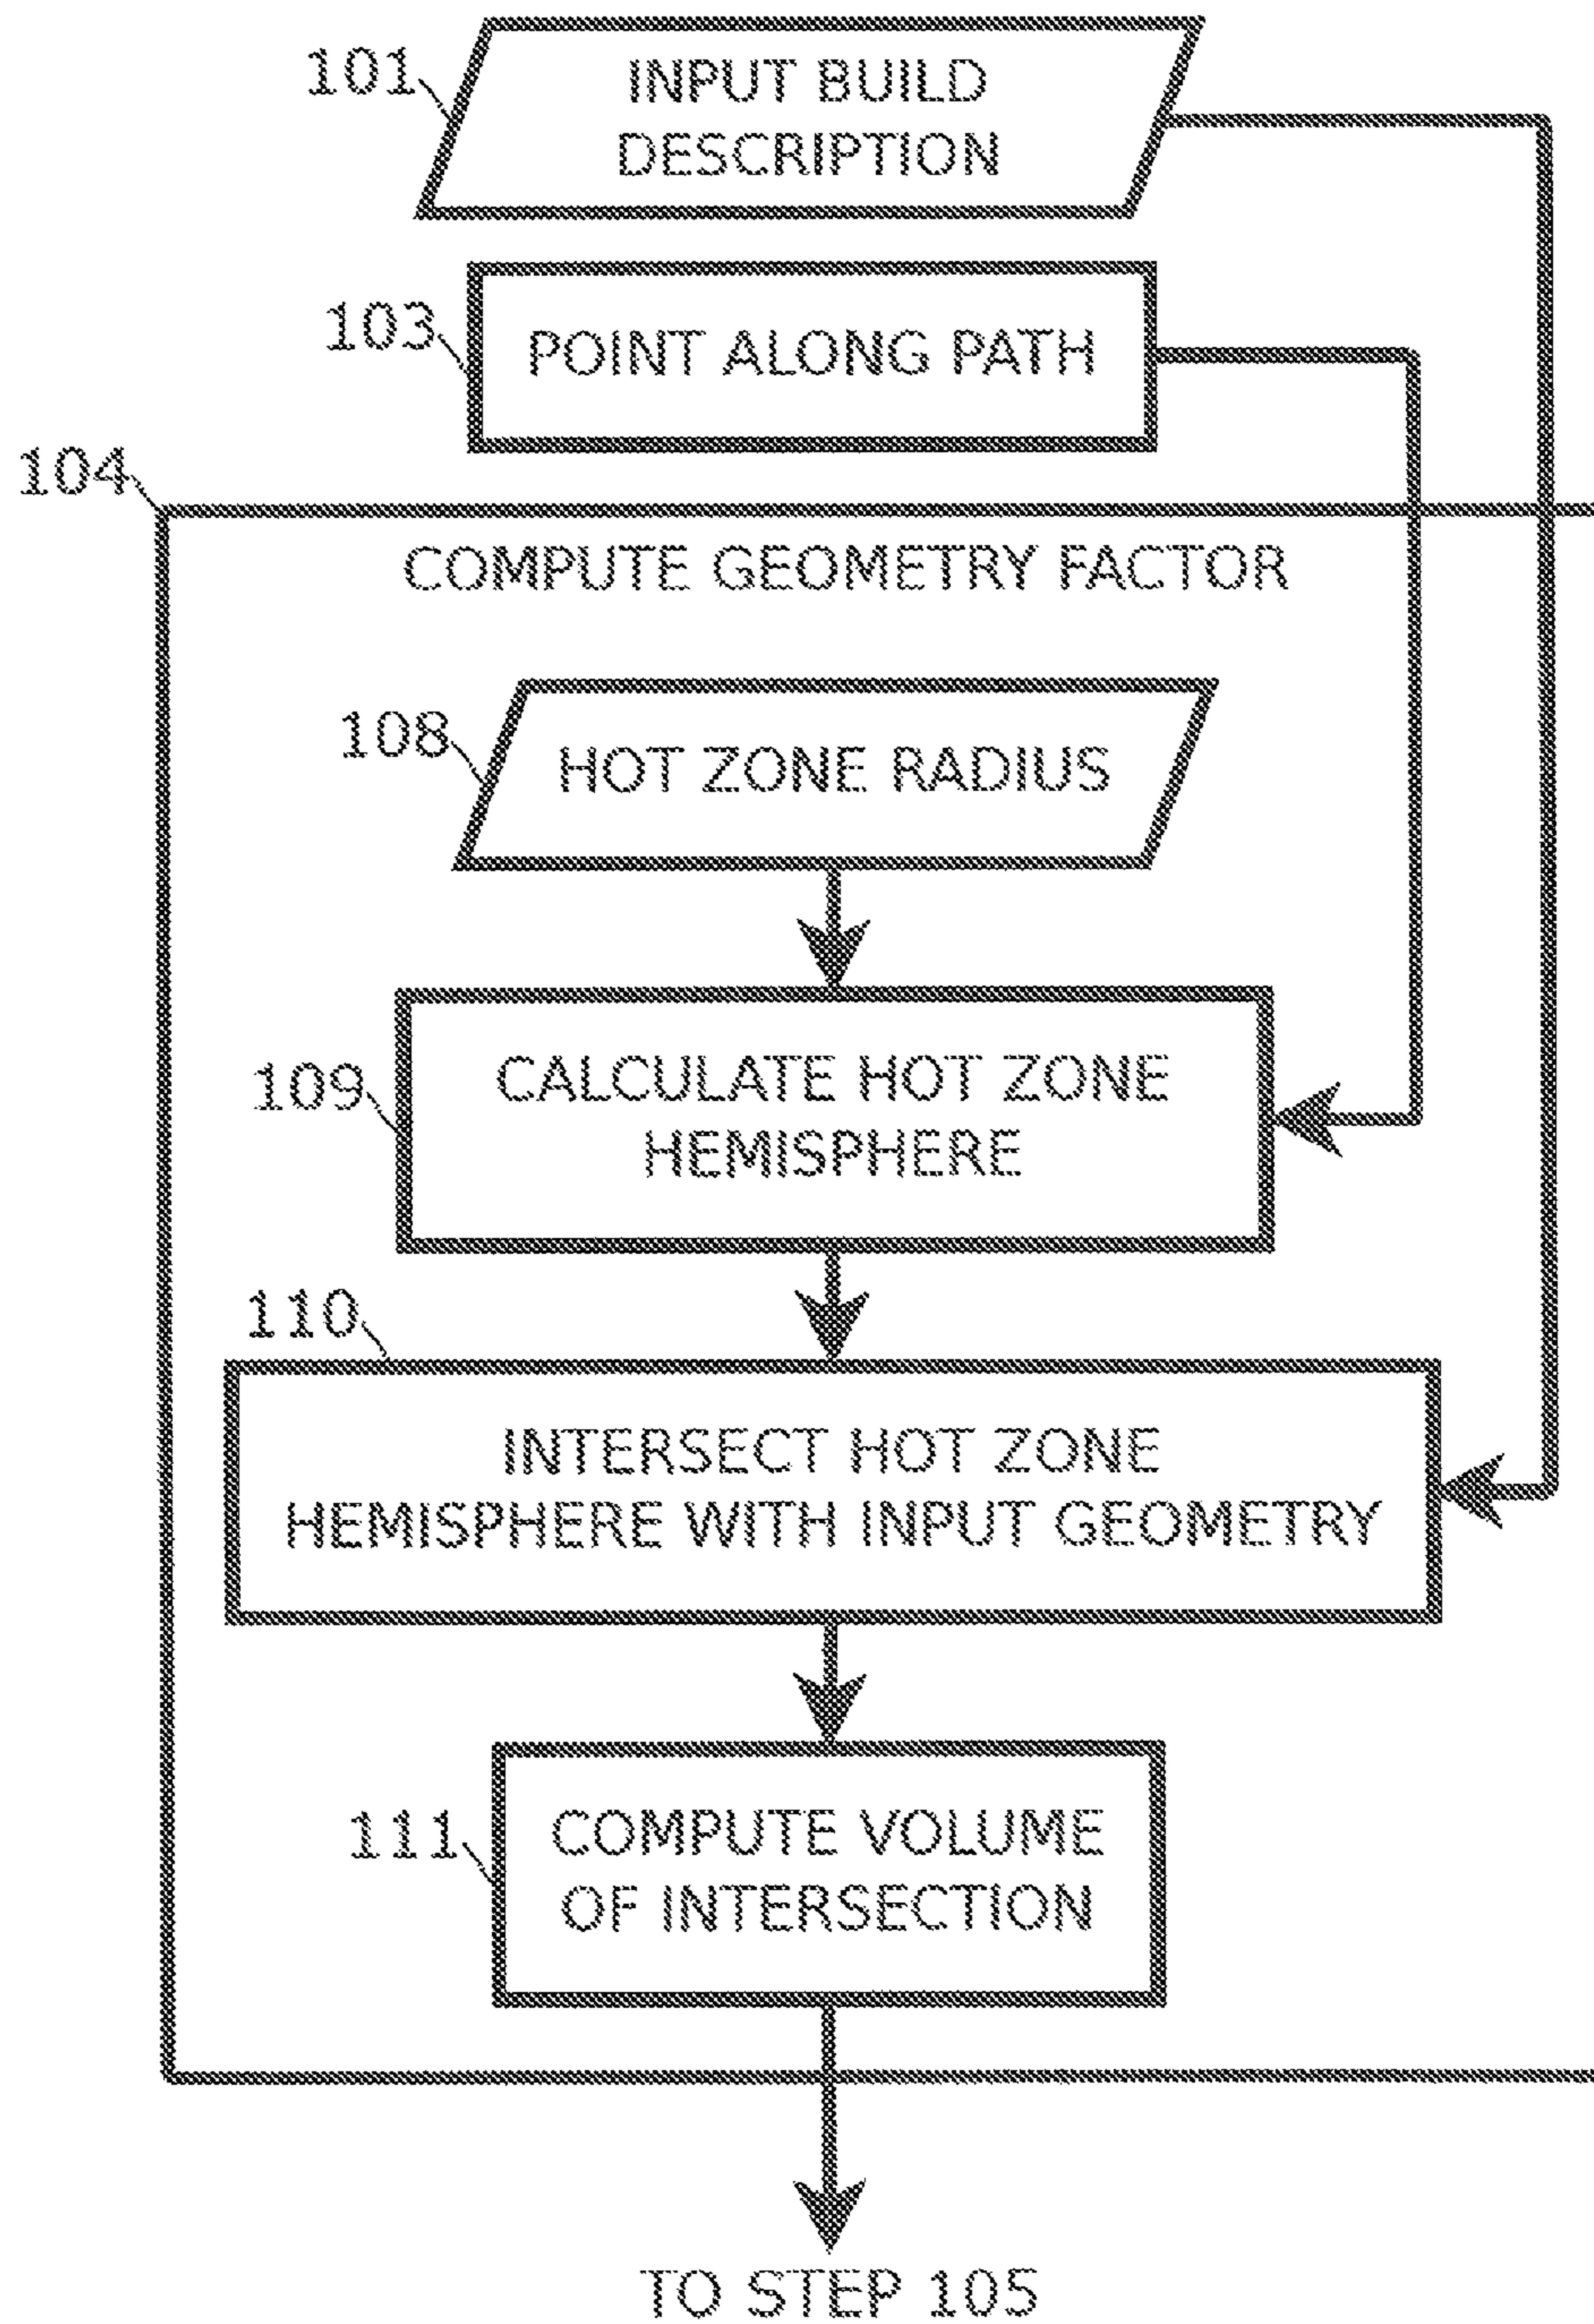 101
INPUT BUILD
DESCRIPTION
103
POINT ALONG PATH
104
COMPUTE GEOMETRY FACTOR
108
HOT ZONE RADIUS
109
CALCULATE HOT ZONE
HEMISPHERE
110
INTERSECT HOT ZONE
HEMISPHERE WITH INPUT GEOMETRY
111
COMPUTE VOLUME
OF INTERSECTION
TO STEP 105